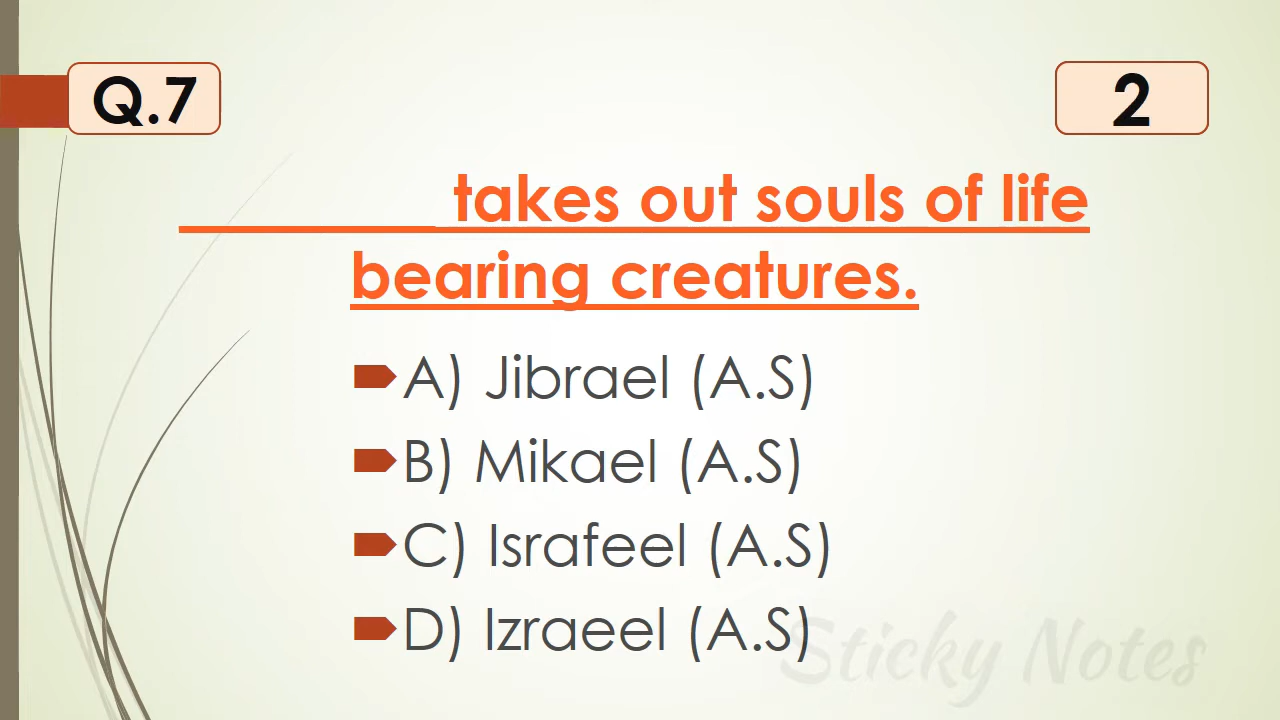 Q.7
2
________ takes out souls of life
bearing creatures.
A) Jibrael (A.S)
B) Mikael (A.S)
C) Israfeel (A.S)
D) Izraeel (A.S)
Sticky Notes